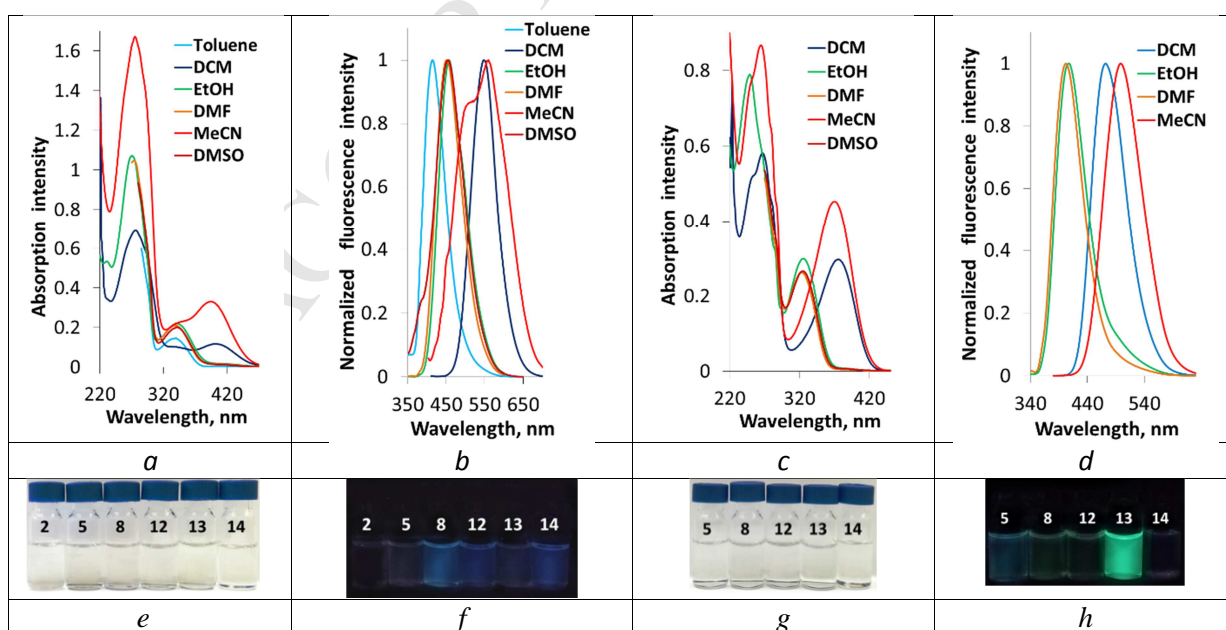 Absorption intensity
1.6
1.4
1.2
1
0.8
0.6
0.4
0.2
0
220 320 420
Wavelength, nm
Toluene
DCM
EtOH
DMF
MeCN
DMSO
Normalized fluorescence intensity
1
0.8
0.6
0.4
0.2
0
350 450 550 650
Wavelength, nm
Toluene
DCM
EtOH
DMF
MeCN
DMSO
Absorption intensity
0.8
0.6
0.4
0.2
0
220 320 420
Wavelength, nm
DCM
EtOH
DMF
MeCN
DMSO
Normalized fluorescence intensity
1
0.8
0.6
0.4
0.2
0
340 440 540
Wavelength, nm
DCM
EtOH
DMF
MeCN
a b c d
2 5 8 12 13 14
2 5 8 12 13 14
5 8 12 13 14
5 8 12 13 14
e f g h